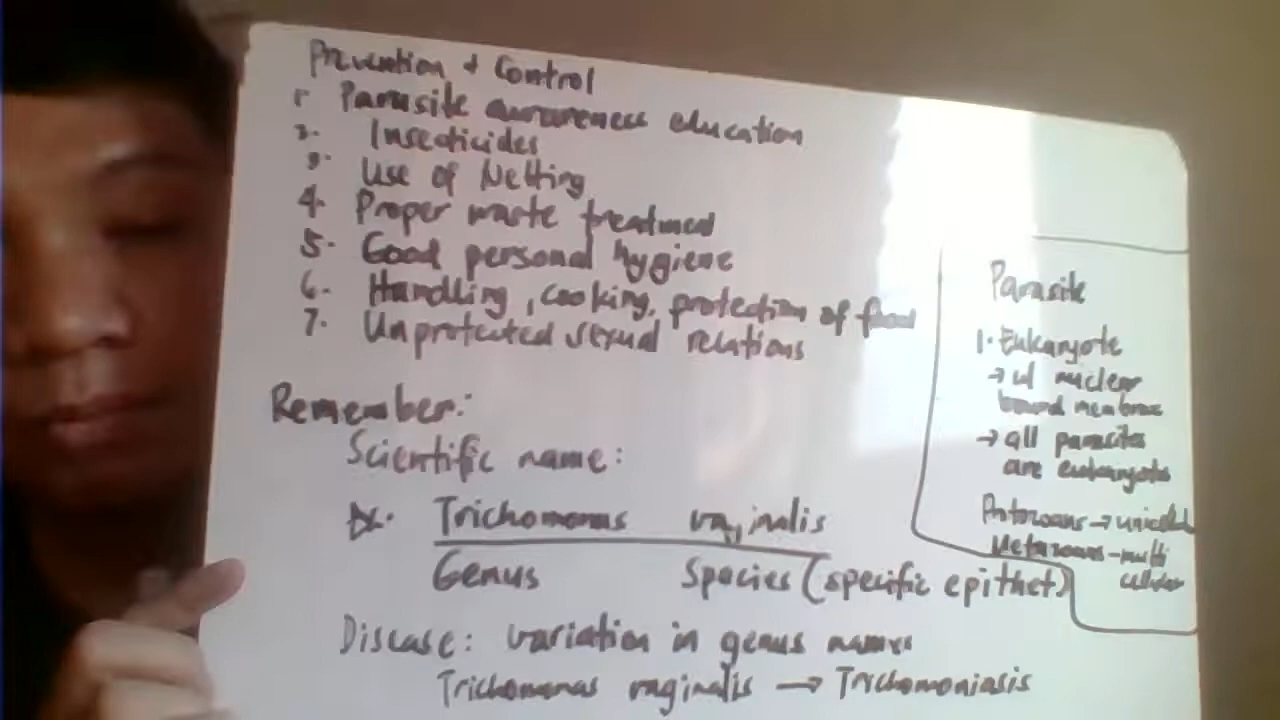 Prevention + Control
1. Parasite awareness education
2. Insecticides
3. Use of Netting
4. Proper waste treatment
5. Good personal hygiene
6. Handling, cooking, protection of food
7. Unprotected sexual relations
Remember:
Scientific name:
Ex. Trichomonas vaginalis
Genus Species (specific epithet)
Disease: variation in genus names
Trichomonas vaginalis → Trichomoniasis
Parasite
1. Eukaryote
→ w/ nuclear
bound membrane
→ all parasites
are eukaryotes
Protozoans → unicellular
Metazoans - multi
cellular